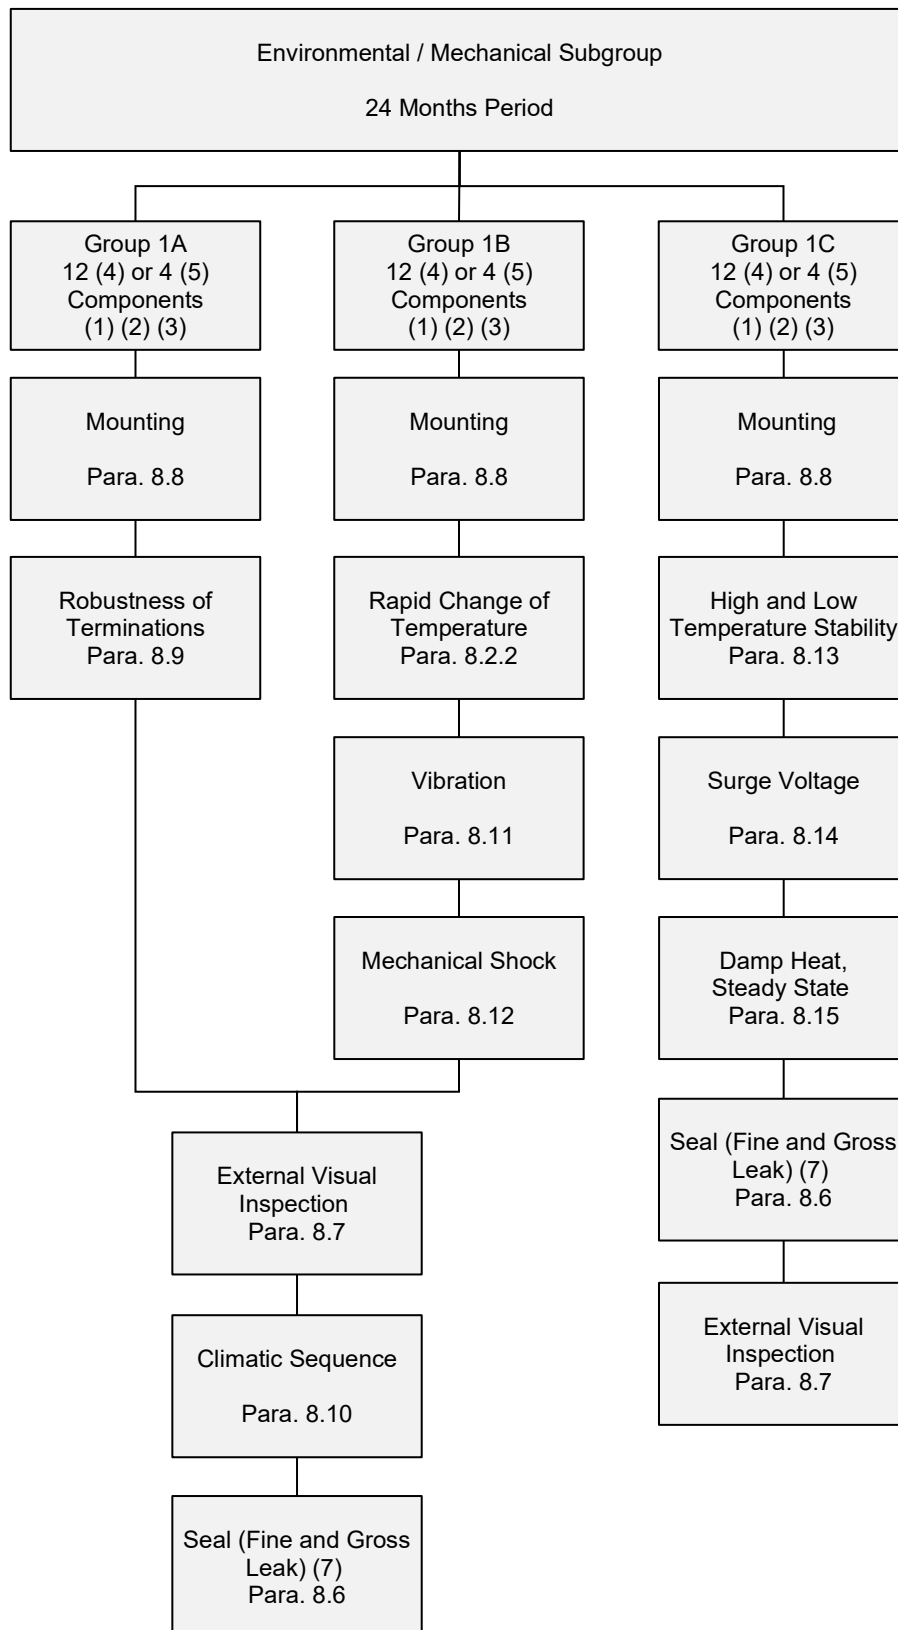 Environmental / Mechanical Subgroup
24 Months Period
Group 1A
12 (4) or 4 (5)
Components
(1) (2) (3)
Group 1B
12 (4) or 4 (5)
Components
(1) (2) (3)
Group 1C
12 (4) or 4 (5)
Components
(1) (2) (3)
Mounting
Para. 8.8
Mounting
Para. 8.8
Mounting
Para. 8.8
Robustness of
Terminations
Para. 8.9
Rapid Change of
Temperature
Para. 8.2.2
High and Low
Temperature Stability
Para. 8.13
Vibration
Para. 8.11
Surge Voltage
Para. 8.14
Mechanical Shock
Para. 8.12
Damp Heat,
Steady State
Para. 8.15
External Visual
Inspection
Para. 8.7
Seal (Fine and Gross
Leak) (7)
Para. 8.6
Climatic Sequence
Para. 8.10
External Visual
Inspection
Para. 8.7
Seal (Fine and Gross
Leak) (7)
Para. 8.6